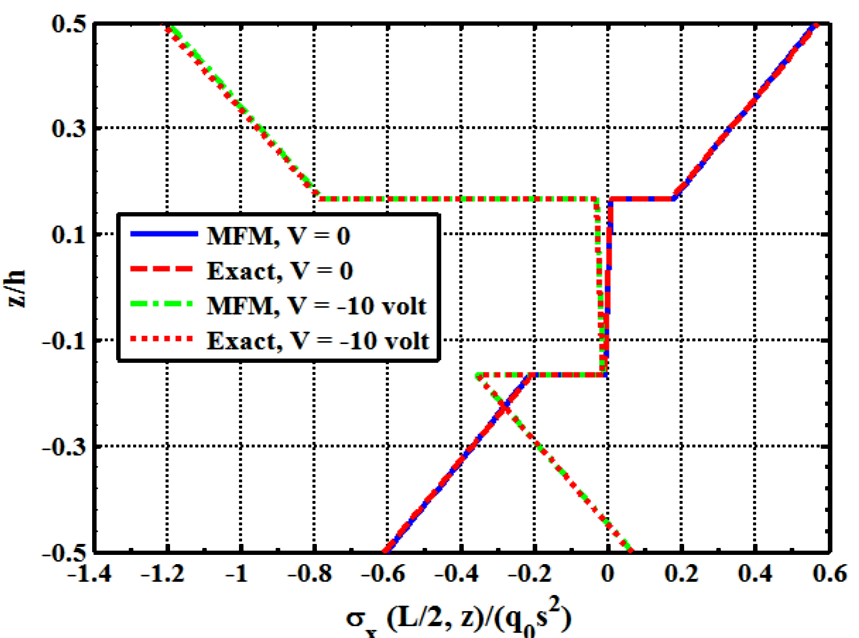 0.5
0.3
0.1
-0.1
-0.3
-0.5
z/h
MFM, V = 0
Exact, V = 0
MFM, V = -10 volt
Exact, V = -10 volt
-1.4 -1.2 -1 -0.8 -0.6 -0.4 -0.2 0 0.2 0.4 0.6
σx (L/2, z)/(q0s²)